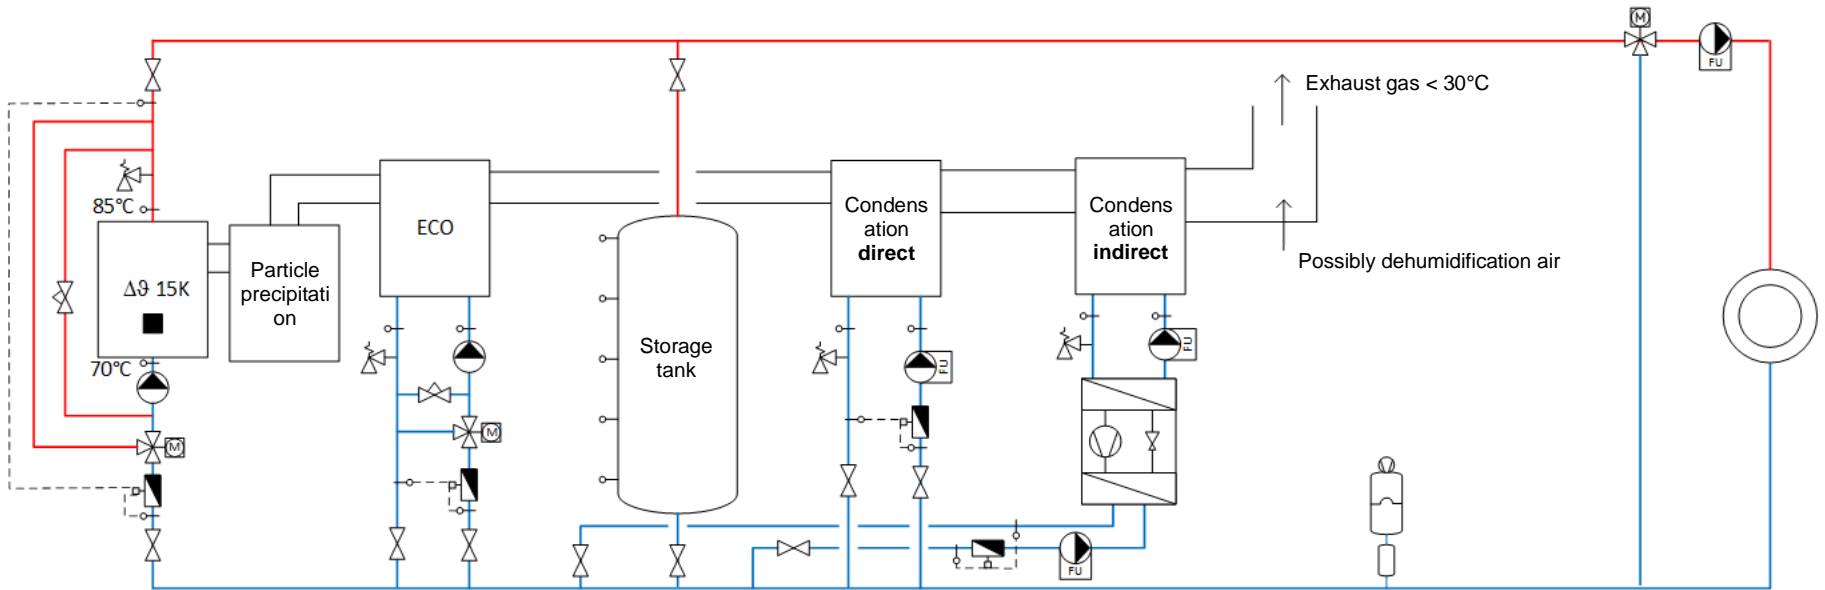 M
FU
Exhaust gas < 30°C
85°C
Condens
ation
direct
Condens
ation
indirect
ECO
Possibly dehumidification air
Particle
precipitati
on
Δϑ 15K
Storage
tank
FU
FU
70°C
M
M
FU